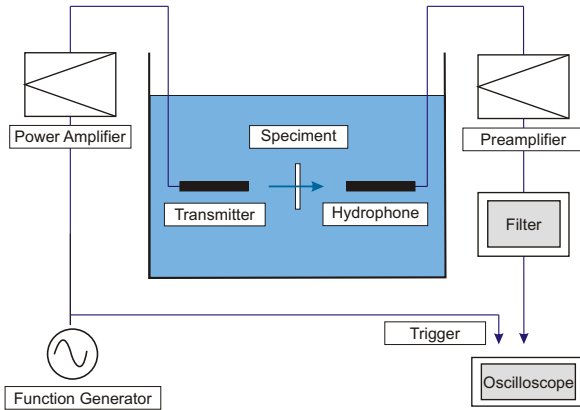 Power Amplifier
Speciment
Preamplifier
Transmitter
Hydrophone
Filter
Trigger
Function Generator
Oscilloscope